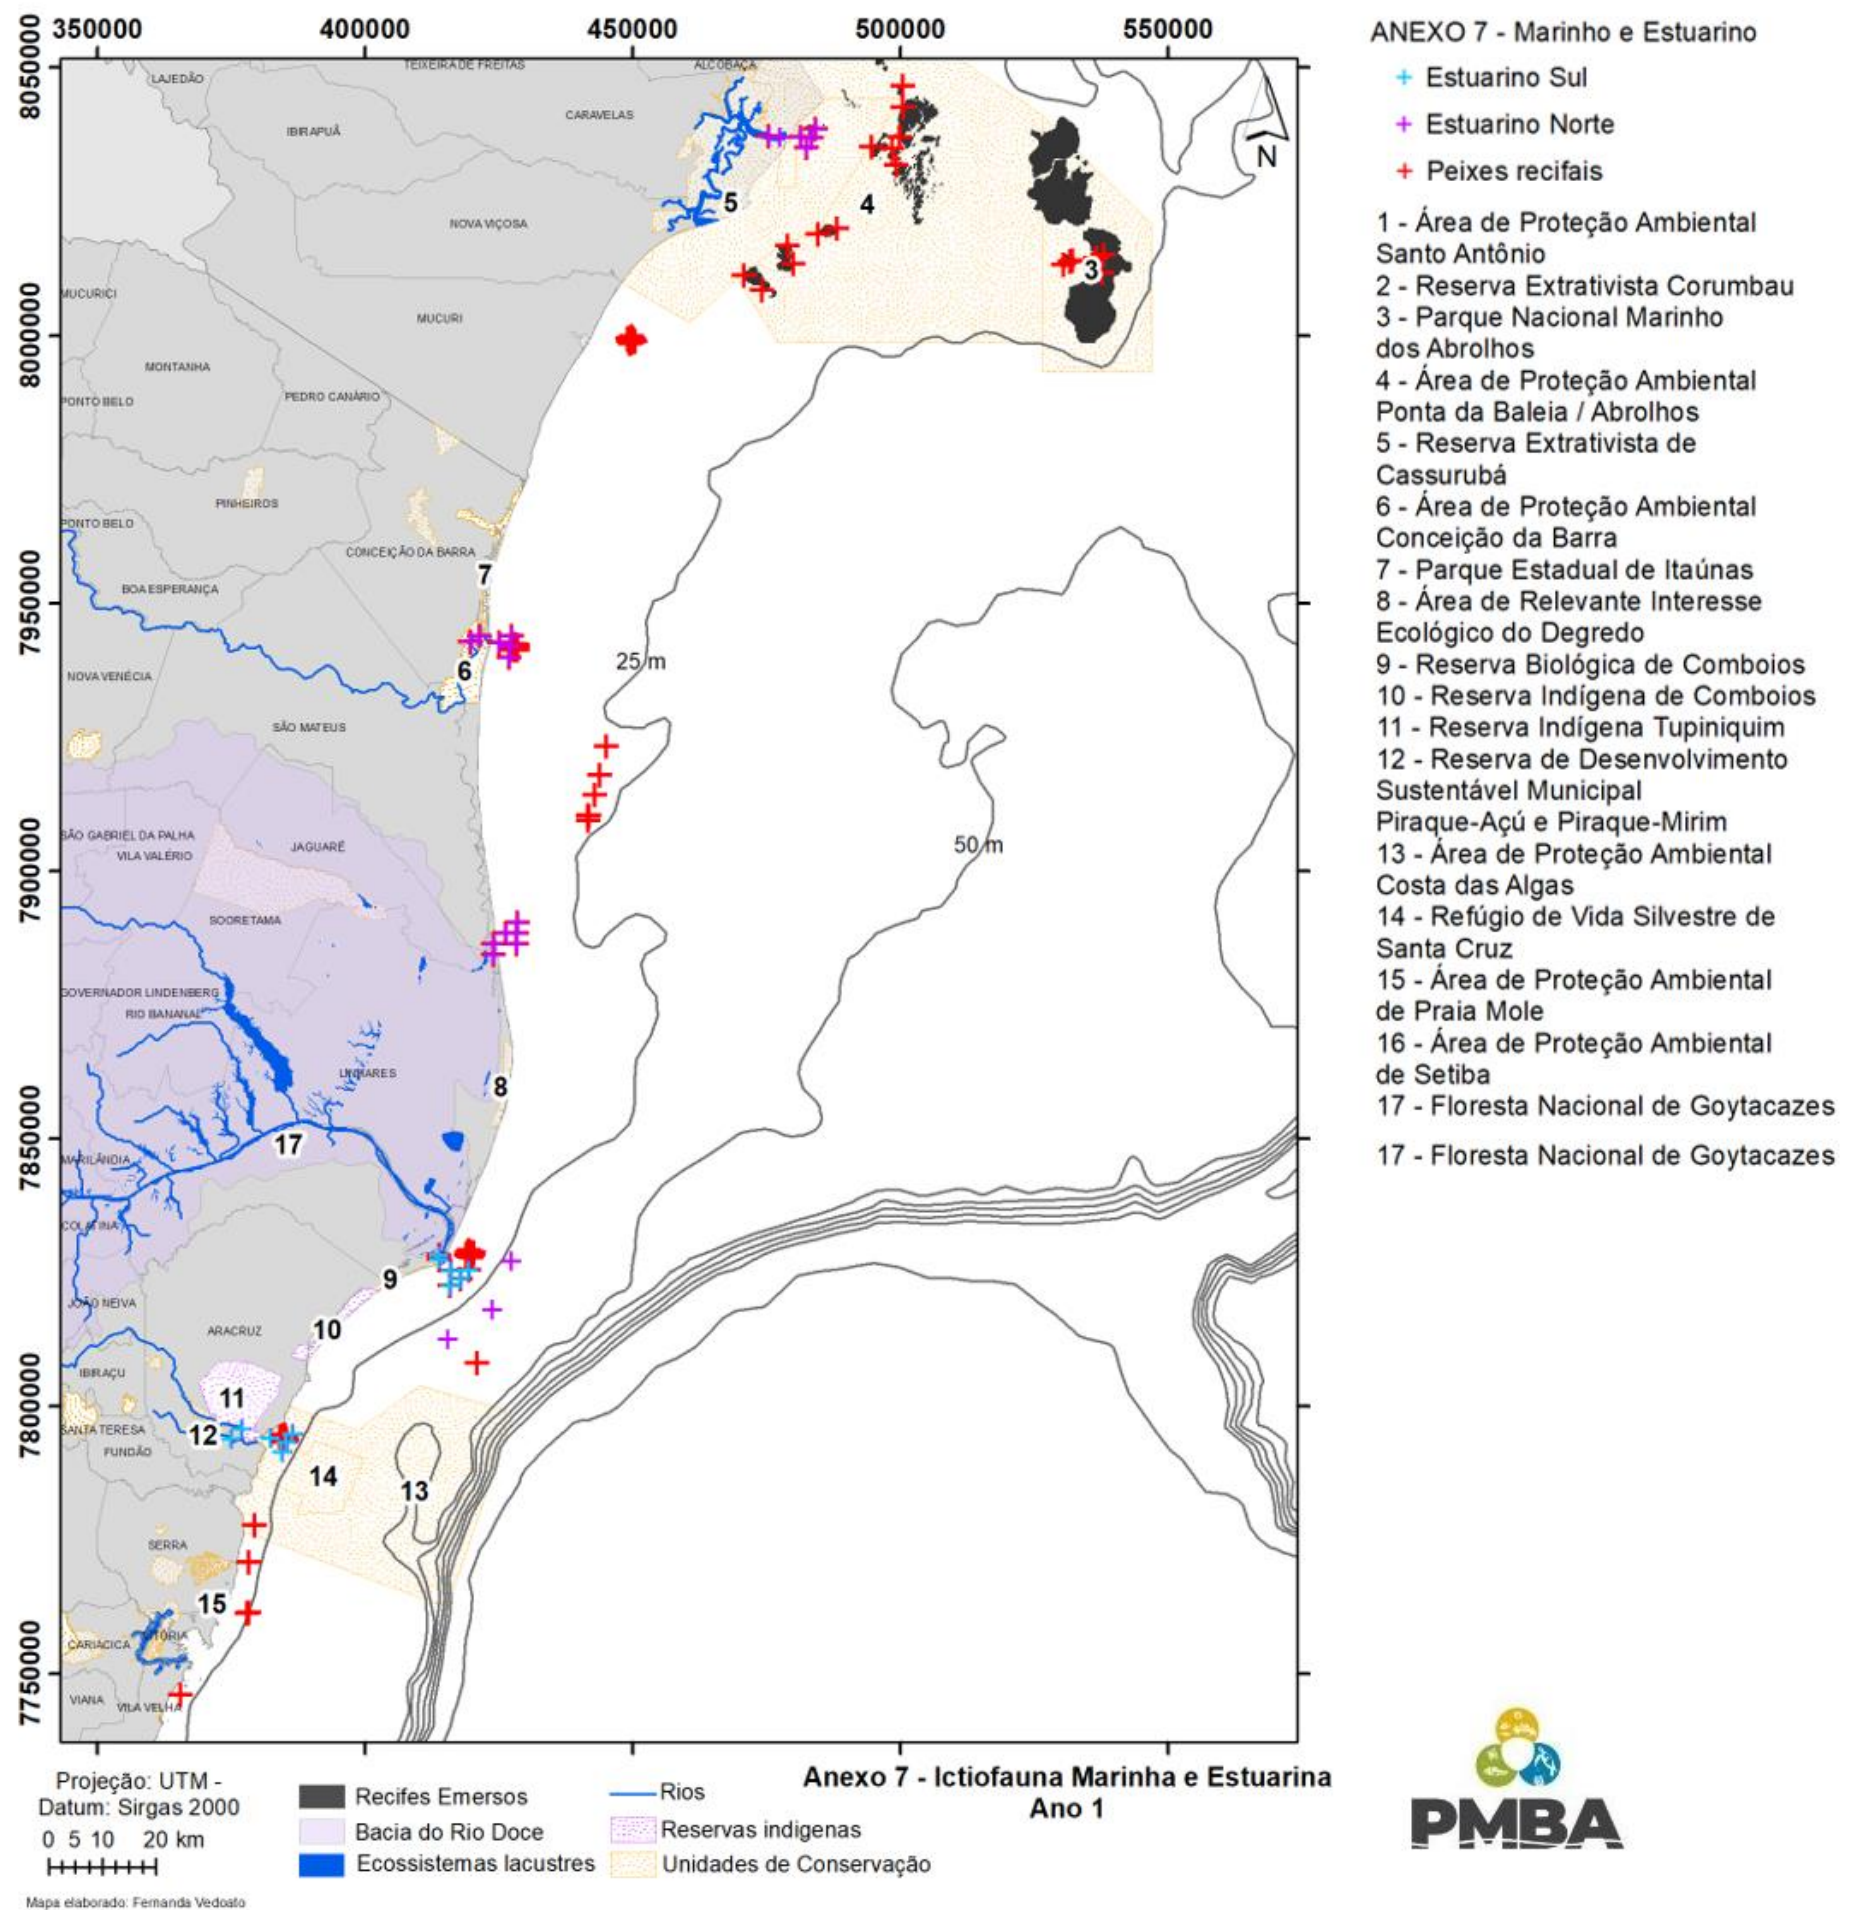 350000 400000 450000 500000 550000
8050000
8000000
7950000
7900000
7850000
7800000
7750000
LAJEDÃO
TEIXEIRA DE FREITAS
ALCOBAÇA
CARAVELAS
IBIRAPUÃ
N
5
4
NOVA VIÇOSA
3
MUCURICI
MUCURI
MONTANHA
PEDRO CANÁRIO
PONTO BELO
PINHEIROS
PONTO BELO
CONCEIÇÃO DA BARRA
7
BOA ESPERANÇA
25 m
6
NOVA VENÉCIA
SÃO MATEUS
SÃO GABRIEL DA PALHA
JAGUARÉ
50 m
VILA VALÉRIO
SOORETAMA
GOVERNADOR LINDENBERG
RIO BANANAL
LINHARES
8
17
MARILÂNDIA
COLATINA
9
JOÃO NEIVA
10
ARACRUZ
IBIRAÇU
11
12
SANTA TERESA
FUNDÃO
14
13
SERRA
15
VITÓRIA
CARIACICA
VIANA
VILA VELHA
ANEXO 7 - Marinho e Estuarino
Estuarino Sul
Estuarino Norte
Peixes recifais
1 - Área de Proteção Ambiental
Santo Antônio
2 - Reserva Extrativista Corumbau
3 - Parque Nacional Marinho
dos Abrolhos
4 - Área de Proteção Ambiental
Ponta da Baleia / Abrolhos
5 - Reserva Extrativista de
Cassurubá
6 - Área de Proteção Ambiental
Conceição da Barra
7 - Parque Estadual de Itaúnas
8 - Área de Relevante Interesse
Ecológico do Degredo
9 - Reserva Biológica de Comboios
10 - Reserva Indígena de Comboios
11 - Reserva Indígena Tupiniquim
12 - Reserva de Desenvolvimento
Sustentável Municipal
Piraque-Açú e Piraque-Mirim
13 - Área de Proteção Ambiental
Costa das Algas
14 - Refúgio de Vida Silvestre de
Santa Cruz
15 - Área de Proteção Ambiental
de Praia Mole
16 - Área de Proteção Ambiental
de Setiba
17 - Floresta Nacional de Goytacazes
17 - Floresta Nacional de Goytacazes
Projeção: UTM -
Datum: Sirgas 2000
0 5 10 20 km
Mapa elaborado: Fernanda Vedoato
Recifes Emersos
Bacia do Rio Doce
Ecossistemas lacustres
Rios
Reservas indigenas
Unidades de Conservação
Anexo 7 - Ictiofauna Marinha e Estuarina
Ano 1
PMBA